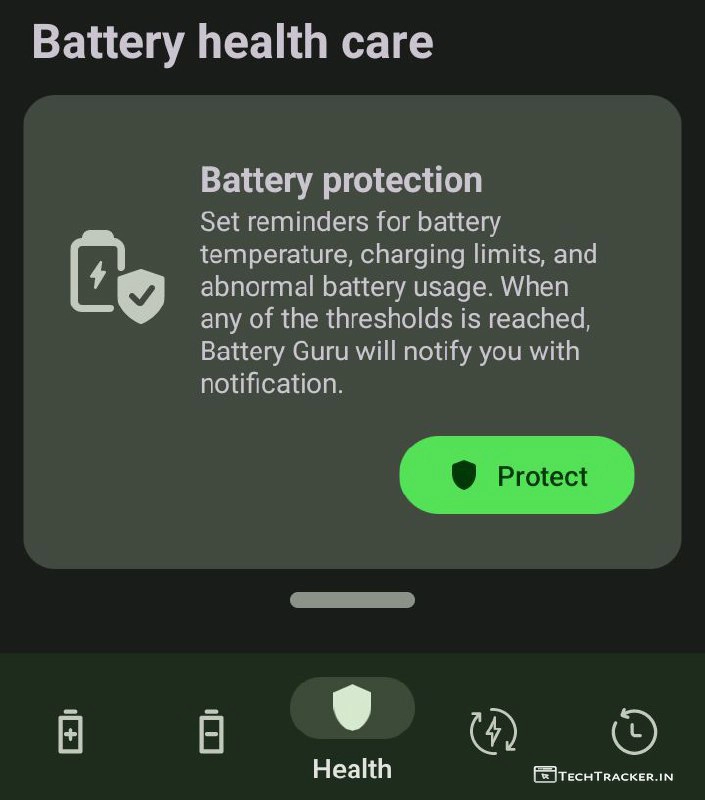 Battery health care
Battery protection
Set reminders for battery
temperature, charging limits, and
abnormal battery usage. When
any of the thresholds is reached,
Battery Guru will notify you with
notification.
Protect
Health
TECHTRACKER.IN